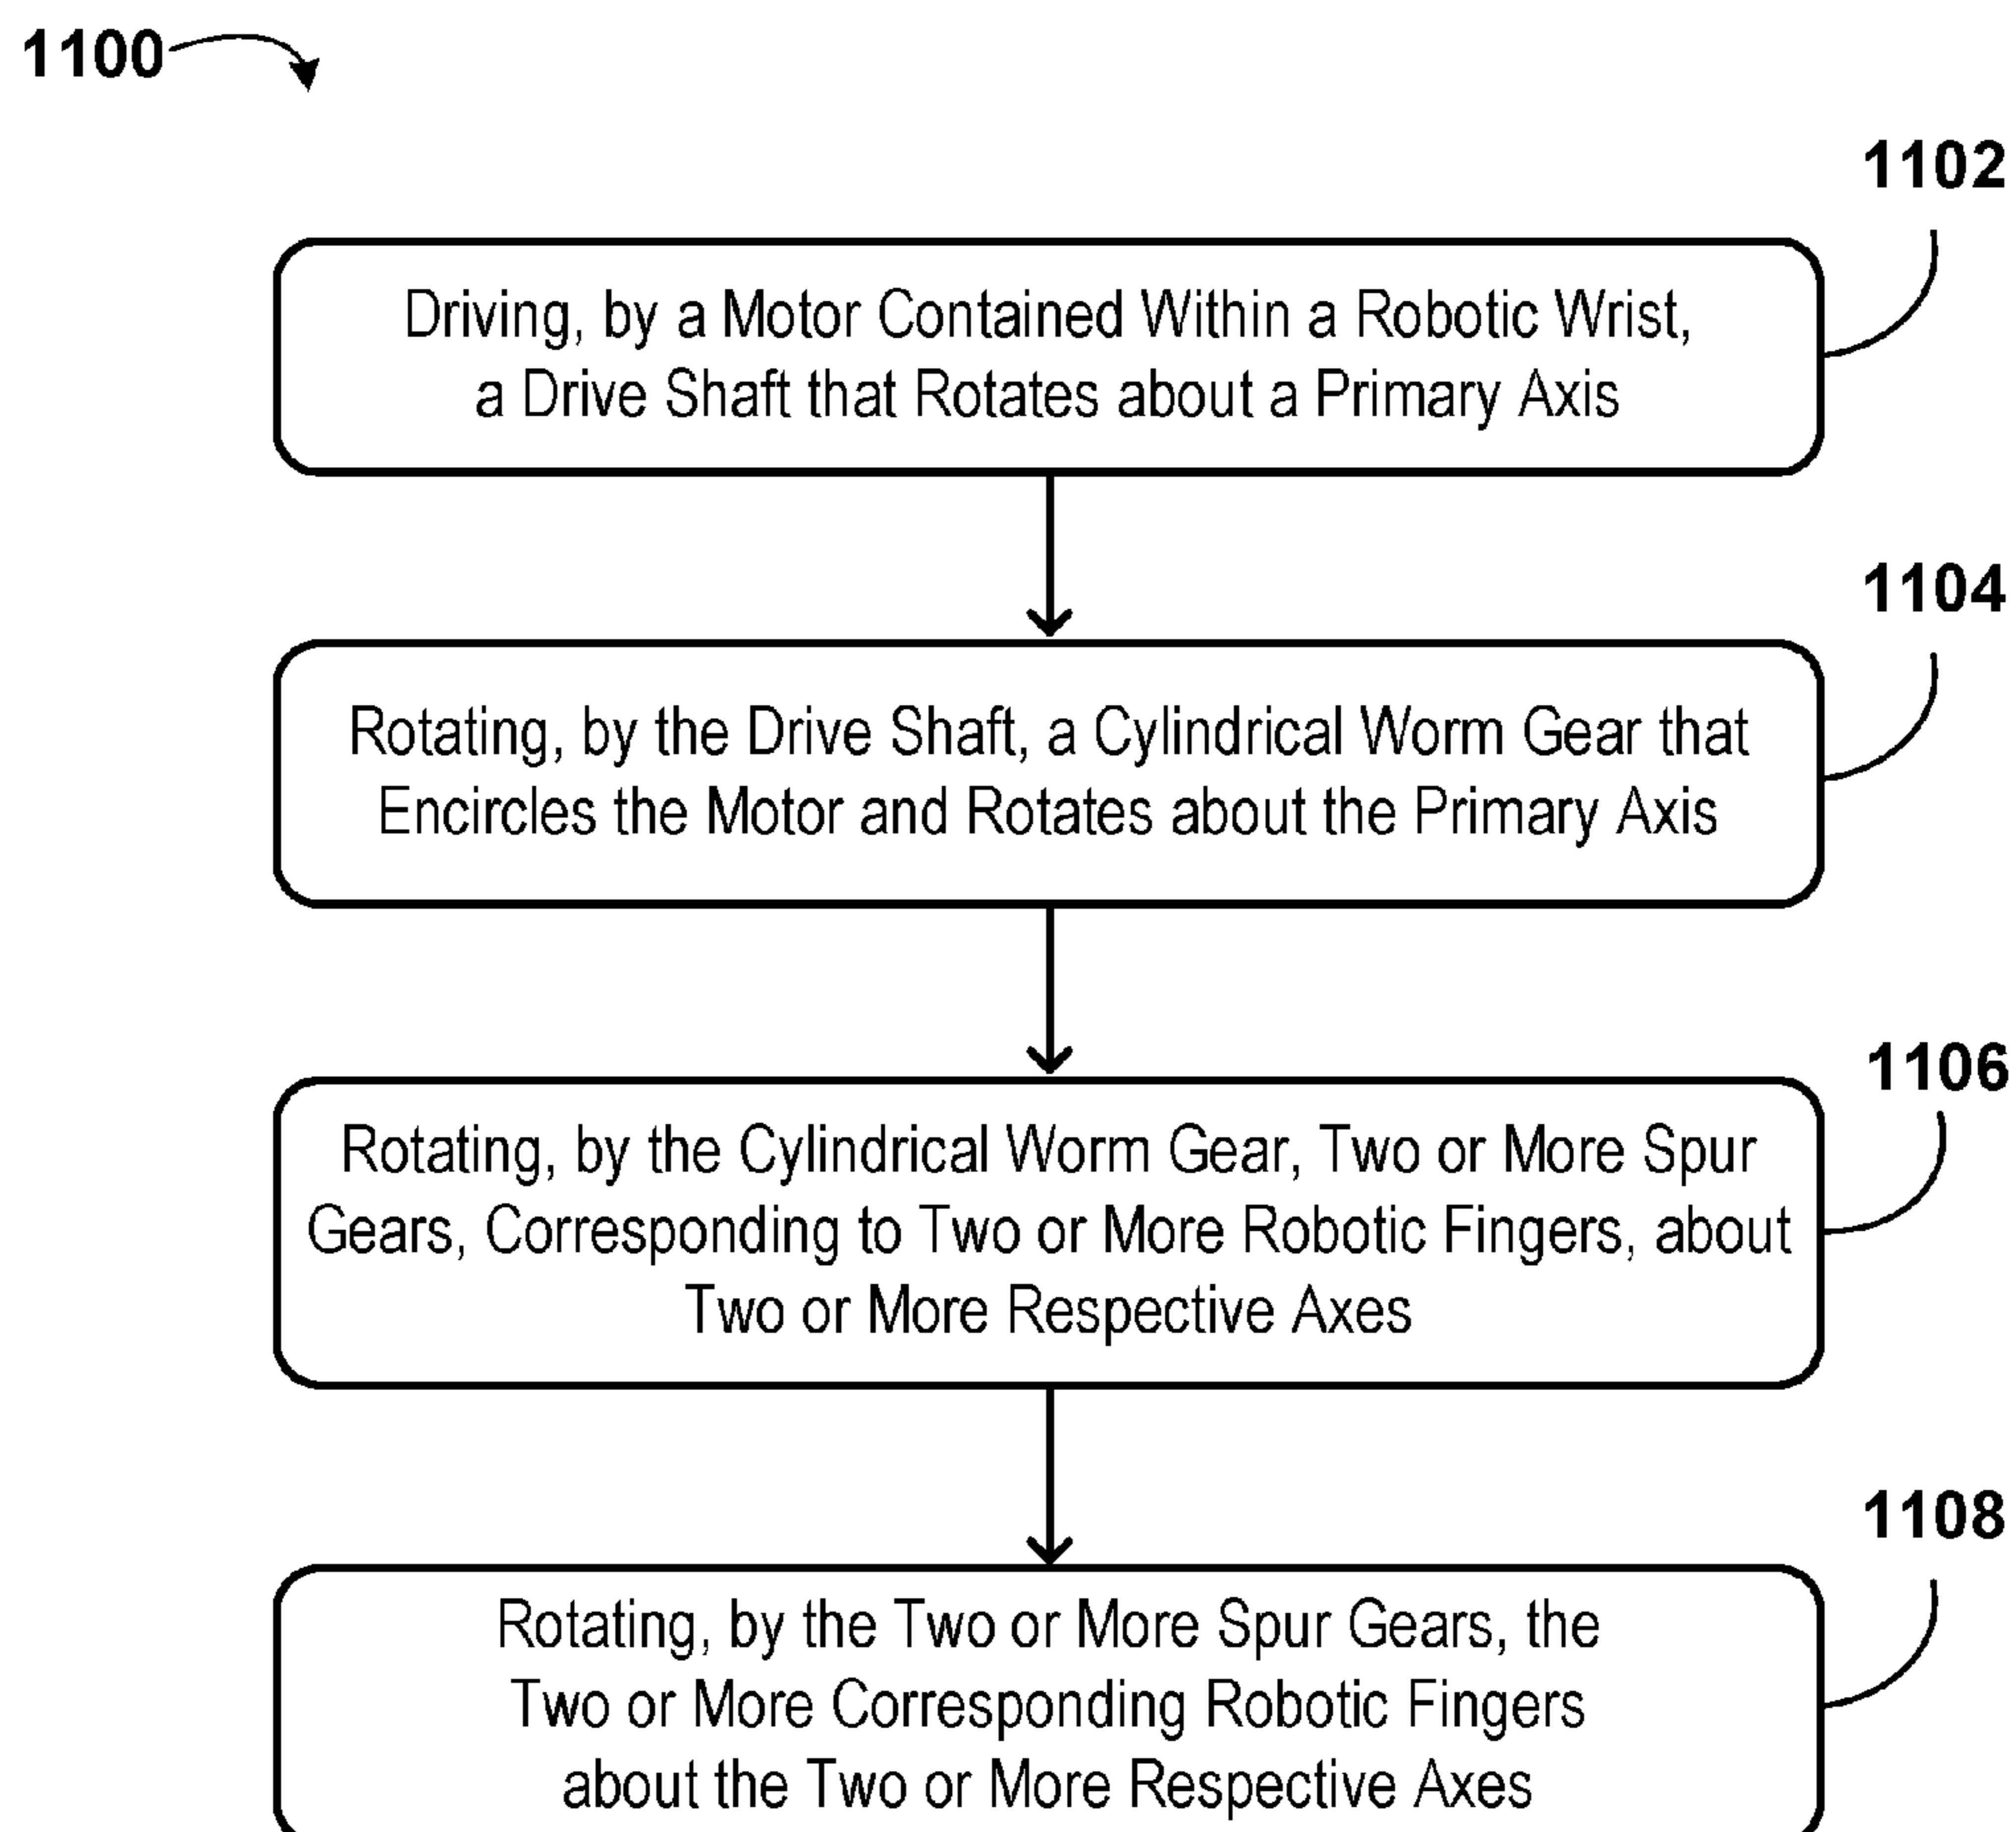 1100
1102
Driving, by a Motor Contained Within a Robotic Wrist,
a Drive Shaft that Rotates about a Primary Axis
1104
Rotating, by the Drive Shaft, a Cylindrical Worm Gear that
Encircles the Motor and Rotates about the Primary Axis
1106
Rotating, by the Cylindrical Worm Gear, Two or More Spur
Gears, Corresponding to Two or More Robotic Fingers, about
Two or More Respective Axes
1108
Rotating, by the Two or More Spur Gears, the
Two or More Corresponding Robotic Fingers
about the Two or More Respective Axes